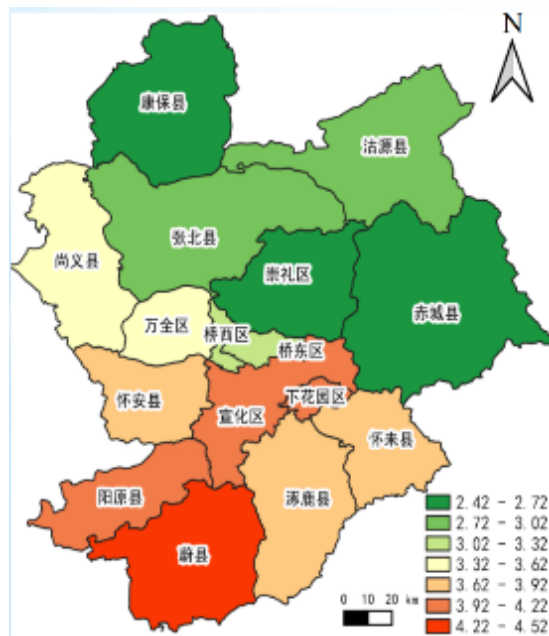 N
康保县
沽源县
张北县
尚义县
崇礼区
赤城县
万全区
桥西区
桥东区
怀安县
下花园区
宣化区
怀来县
阳原县
涿鹿县
蔚县
2.42 - 2.72
2.72 - 3.02
3.02 - 3.32
3.32 - 3.62
3.62 - 3.92
3.92 - 4.22
4.22 - 4.52
0 10 20 km